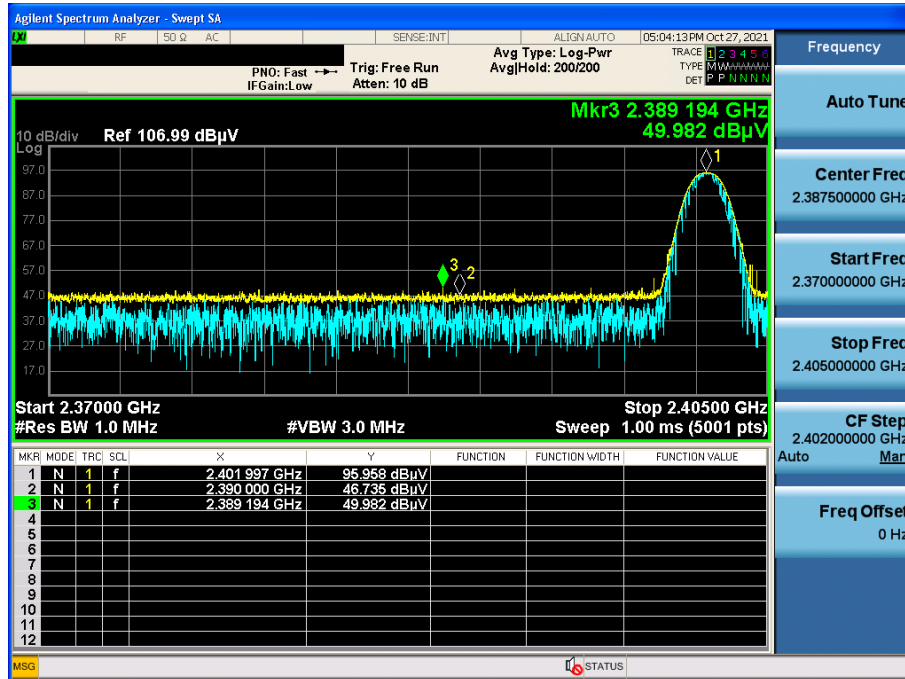 Agilent Spectrum Analyzer - Swept SA
LXI RF 50 Ω AC SENSE:INT ALIGN AUTO 05:04:13 PM Oct 27, 2021
PNO: Fast
IFGain:Low
Trig: Free Run
Atten: 10 dB
Avg Type: Log-Pwr
Avg|Hold: 200/200
TRACE 1 2 3 4 5 6
TYPE M W W W W W
DET P P N N N N
Mkr3 2.389 194 GHz
49.982 dBµV
10 dB/div Ref 106.99 dBµV
Log
97.0
87.0
77.0
67.0
57.0
47.0
37.0
27.0
17.0
1
3
2
Start 2.37000 GHz Stop 2.40500 GHz
#Res BW 1.0 MHz #VBW 3.0 MHz Sweep 1.00 ms (5001 pts)
MKR MODE TRC SCL X Y FUNCTION FUNCTION WIDTH FUNCTION VALUE
1 N 1 f 2.401 997 GHz 95.958 dBµV
2 N 1 f 2.390 000 GHz 46.735 dBµV
3 N 1 f 2.389 194 GHz 49.982 dBµV
4
5
6
7
8
9
10
11
12
MSG STATUS
Frequency
Auto Tune
Center Freq
2.387500000 GHz
Start Freq
2.370000000 GHz
Stop Freq
2.405000000 GHz
CF Step
2.402000000 GHz
Auto Man
Freq Offset
0 Hz